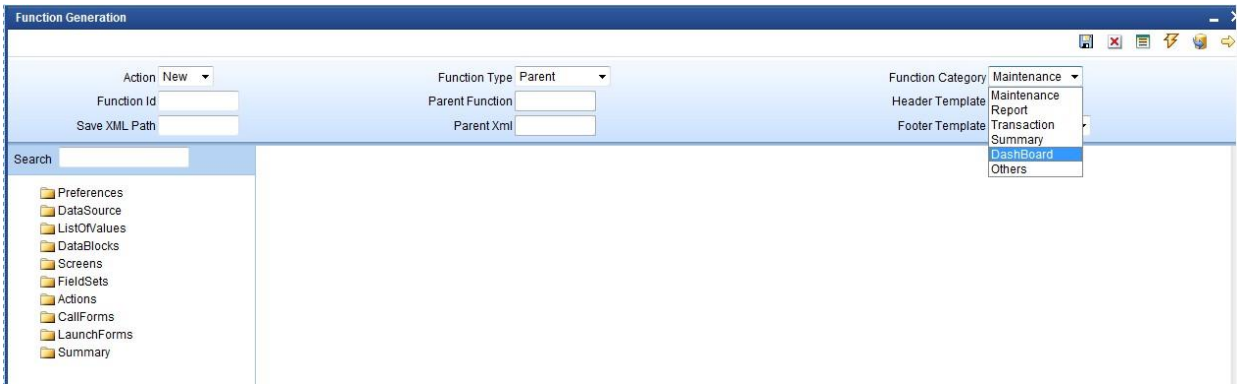 Function Generation
Action New Function Type Parent Function Category Maintenance
Function Id Parent Function Header Template Maintenance
Report
Save XML Path Parent Xml Footer Template Transaction
Summary
DashBoard
Others
Search
Preferences
DataSource
ListOfValues
DataBlocks
Screens
FieldSets
Actions
CallForms
LaunchForms
Summary